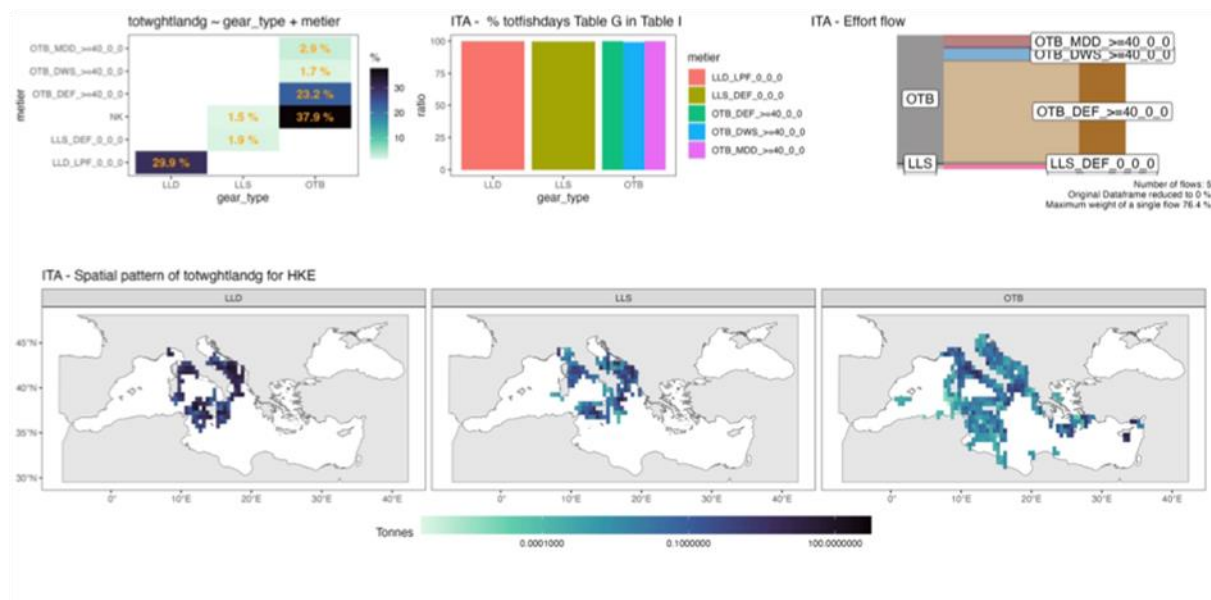 totwghtlandg ~ gear_type + metier
OTB_MDD_>=40_0_0
OTB_DWS_>=40_0_0
OTB_DEF_>=40_0_0
NK
LLS_DEF_0_0_0
LLD_LPF_0_0_0
metier
2.9 %
1.7 %
23.2 %
1.5 %
37.9 %
1.9 %
29.9 %
LLD
LLS
OTB
gear_type
%
30
20
10
ITA - % totfishdays Table G in Table I
100
75
50
25
0
ratio
LLD
LLS
OTB
gear_type
metier
LLD_LPF_0_0_0
LLS_DEF_0_0_0
OTB_DEF_>=40_0_0
OTB_DWS_>=40_0_0
OTB_MDD_>=40_0_0
ITA - Effort flow
OTB_MDD_>=40_0_0
OTB_DWS_>=40_0_0
OTB
OTB_DEF_>=40_0_0
LLS
LLS_DEF_0_0_0
Number of flows: 5
Original Dataframe reduced to 0 %
Maximum weight of a single flow 76.4 %
ITA - Spatial pattern of totwghtlandg for HKE
LLD
LLS
OTB
45°N
40°N
35°N
30°N
0°
10°E
20°E
30°E
40°E
0°
10°E
20°E
30°E
40°E
0°
10°E
20°E
30°E
40°E
Tonnes
0.0001000
0.1000000
100.0000000